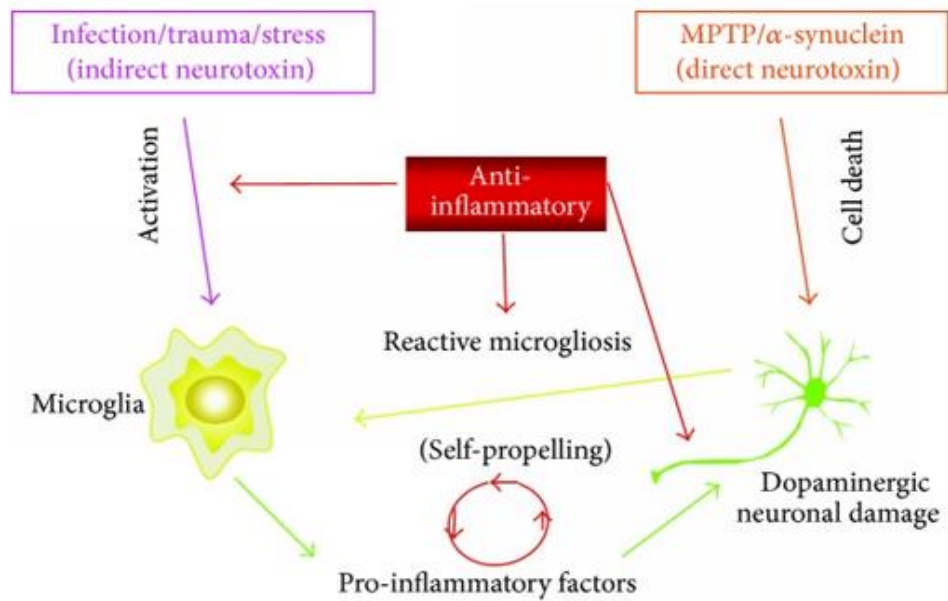 Infection/trauma/stress
(indirect neurotoxin)
MPTP/α-synuclein
(direct neurotoxin)
Activation
Anti-
inflammatory
Cell death
Reactive microgliosis
Microglia
(Self-propelling)
Dopaminergic
neuronal damage
Pro-inflammatory factors